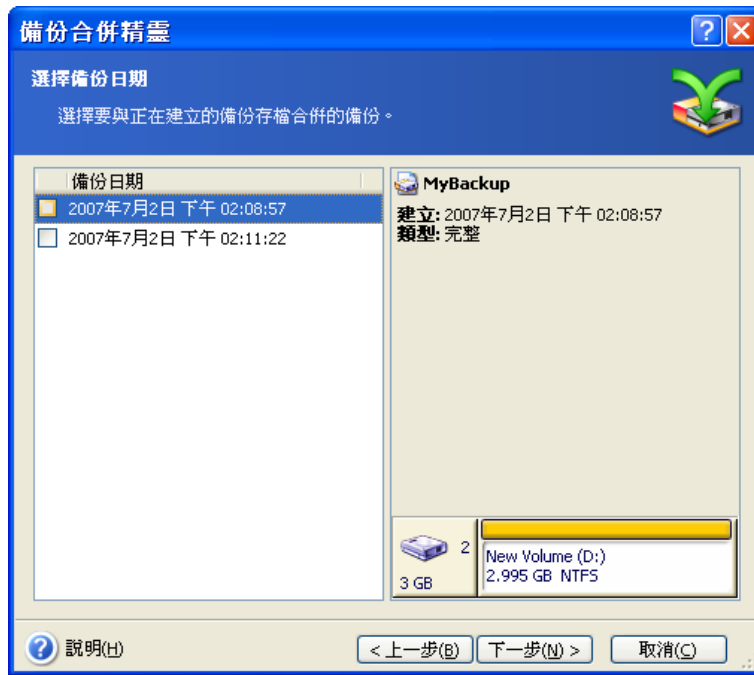 備份合併精靈
選擇備份日期
選擇要與正在建立的備份存檔合併的備份。
備份日期
2007年7月2日 下午 02:08:57
2007年7月2日 下午 02:11:22
MyBackup
建立: 2007年7月2日 下午 02:08:57
類型: 完整
2
3 GB
New Volume (D:)
2.995 GB NTFS
說明(H)
< 上一步(B)
下一步(N) >
取消(C)